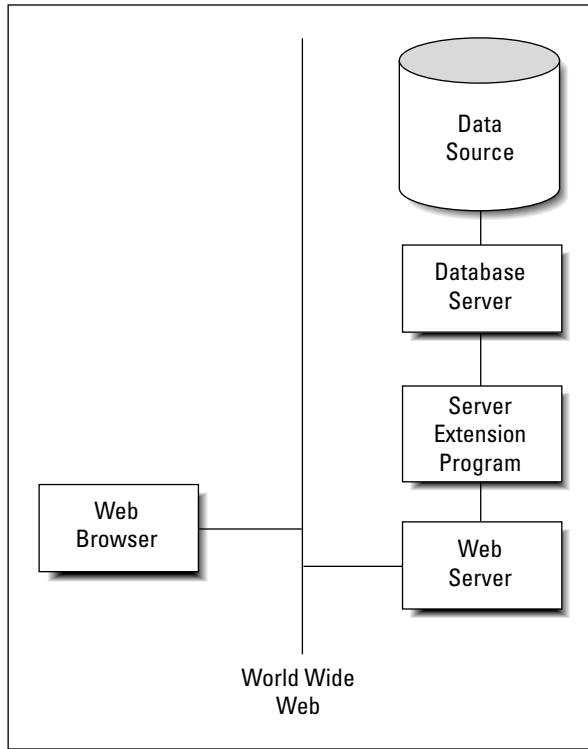 Data
Source
Database
Server
Server
Extension
Program
Web
Browser
Web
Server
World Wide
Web